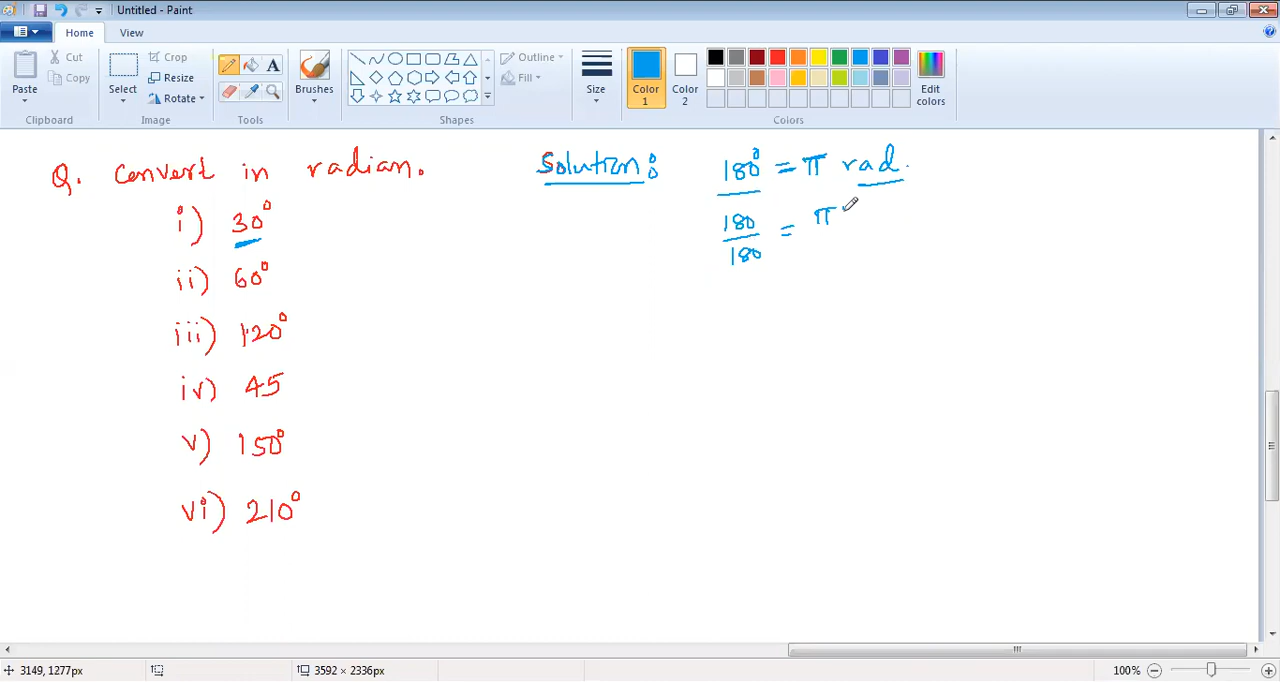 Untitled - Paint
Home View
Cut
Copy
Paste
Clipboard
Crop
Resize
Rotate
Select
Image
Tools
Brushes
Outline
Fill
Shapes
Size
Color 1
Color 2
Edit colors
Colors
Q. convert in radian.
i) 30°
ii) 60°
iii) 120°
iv) 45
v) 150°
vi) 210°
Solution: 180° = π rad.
180/180 = π
3149, 1277px
3592 × 2336px
100%